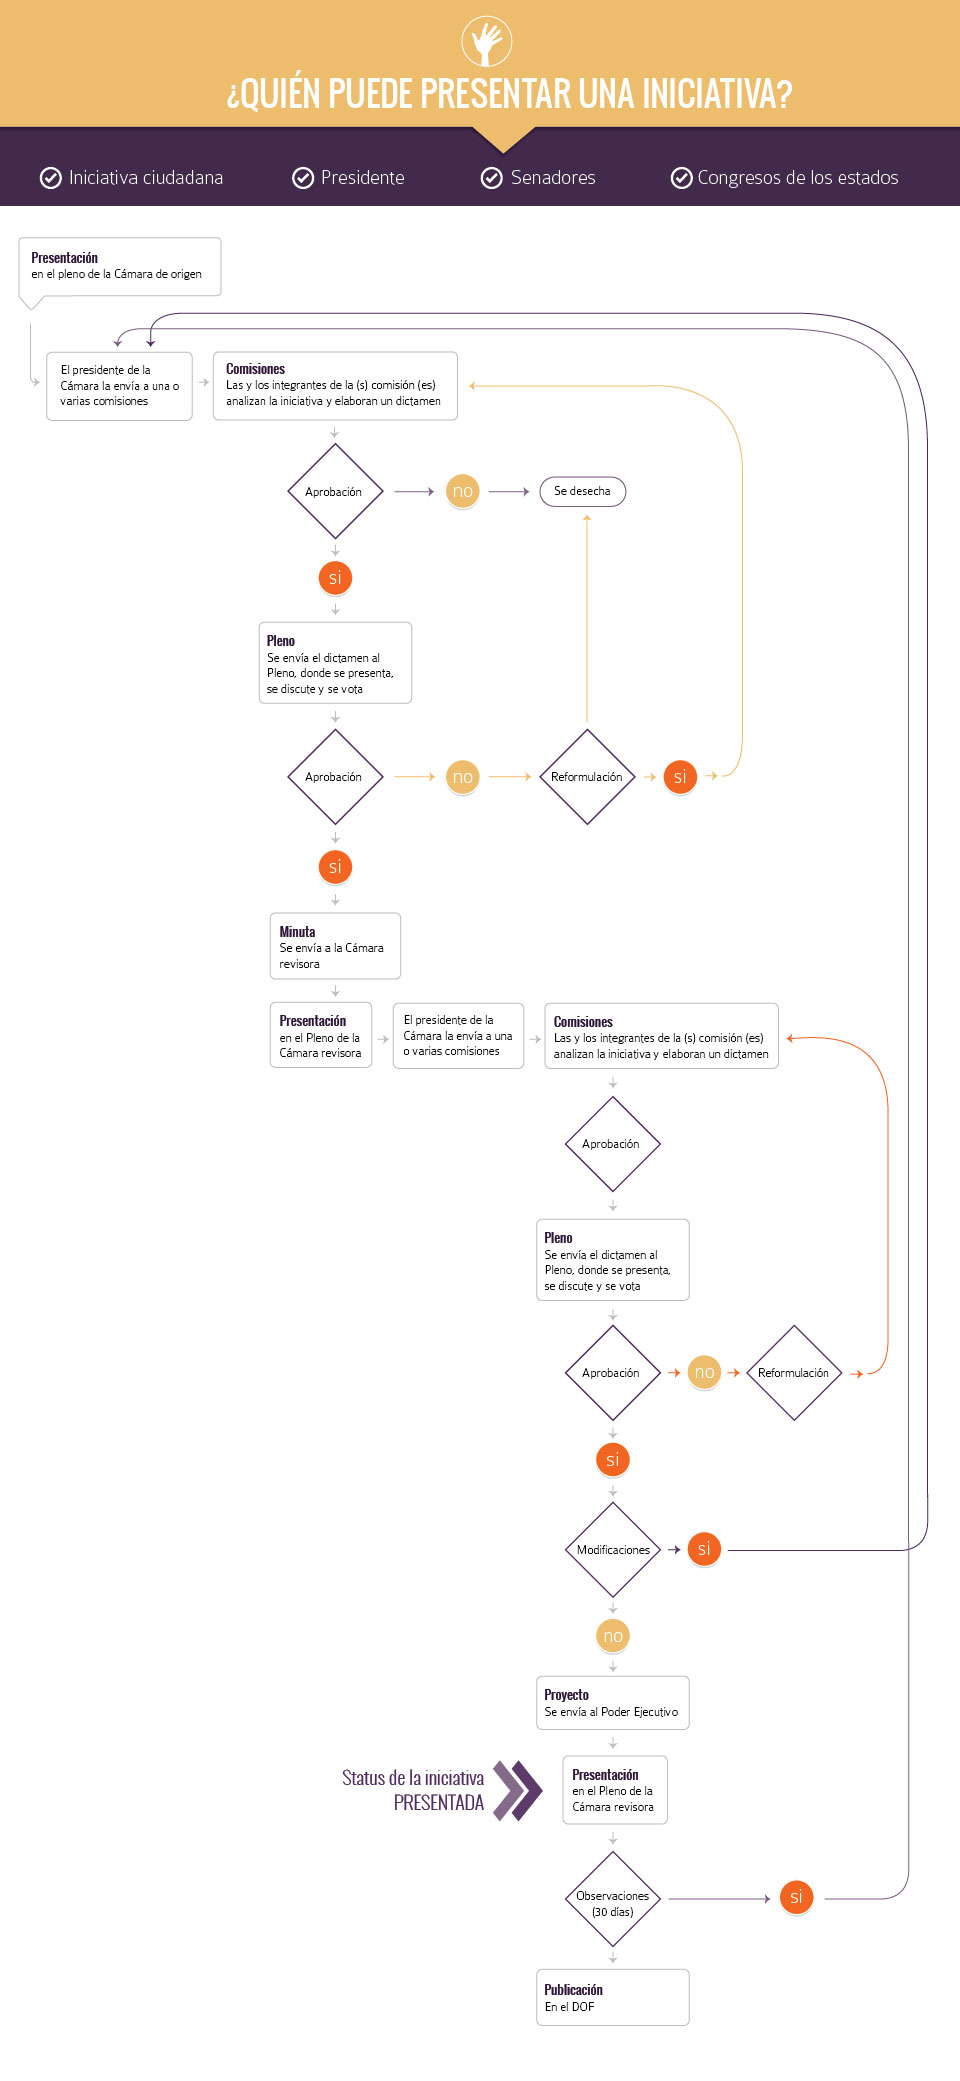 ¿QUIÉN PUEDE PRESENTAR UNA INICIATIVA?
Iniciativa ciudadana
Presidente
Senadores
Congresos de los estados
Presentación
en el pleno de la Cámara de origen
El presidente de la
Cámara la envía a una o
varias comisiones
Comisiones
Las y los integrantes de la (s) comisión (es)
analizan la iniciativa y elaboran un dictamen
Aprobación
no
Se desecha
si
Pleno
Se envía el dictamen al
Pleno, donde se presenta,
se discute y se vota
Aprobación
no
Reformulación
si
si
Minuta
Se envía a la Cámara
revisora
Presentación
en el Pleno de la
Cámara revisora
El presidente de la
Cámara la envía a una
o varias comisiones
Comisiones
Las y los integrantes de la (s) comisión (es)
analizan la iniciativa y elaboran un dictamen
Aprobación
Pleno
Se envía el dictamen al
Pleno, donde se presenta,
se discute y se vota
Aprobación
no
Reformulación
si
Modificaciones
si
no
Proyecto
Se envía al Poder Ejecutivo
Status de la iniciativa
PRESENTADA
Presentación
en el Pleno de la
Cámara revisora
Observaciones
(30 días)
si
Publicación
En el DOF